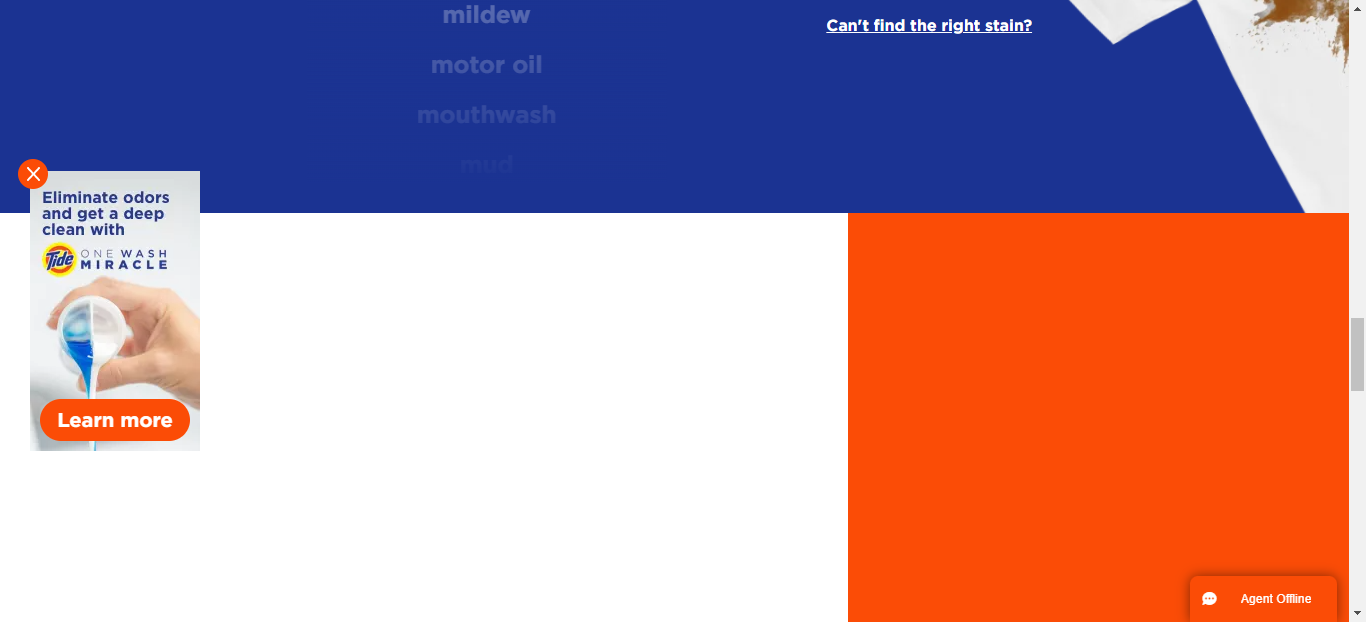 mildew
motor oil
mouthwash
mud
Can't find the right stain?
Eliminate odors
and get a deep
clean with
Tide ONE WASH
MIRACLE
Learn more
Agent Offline